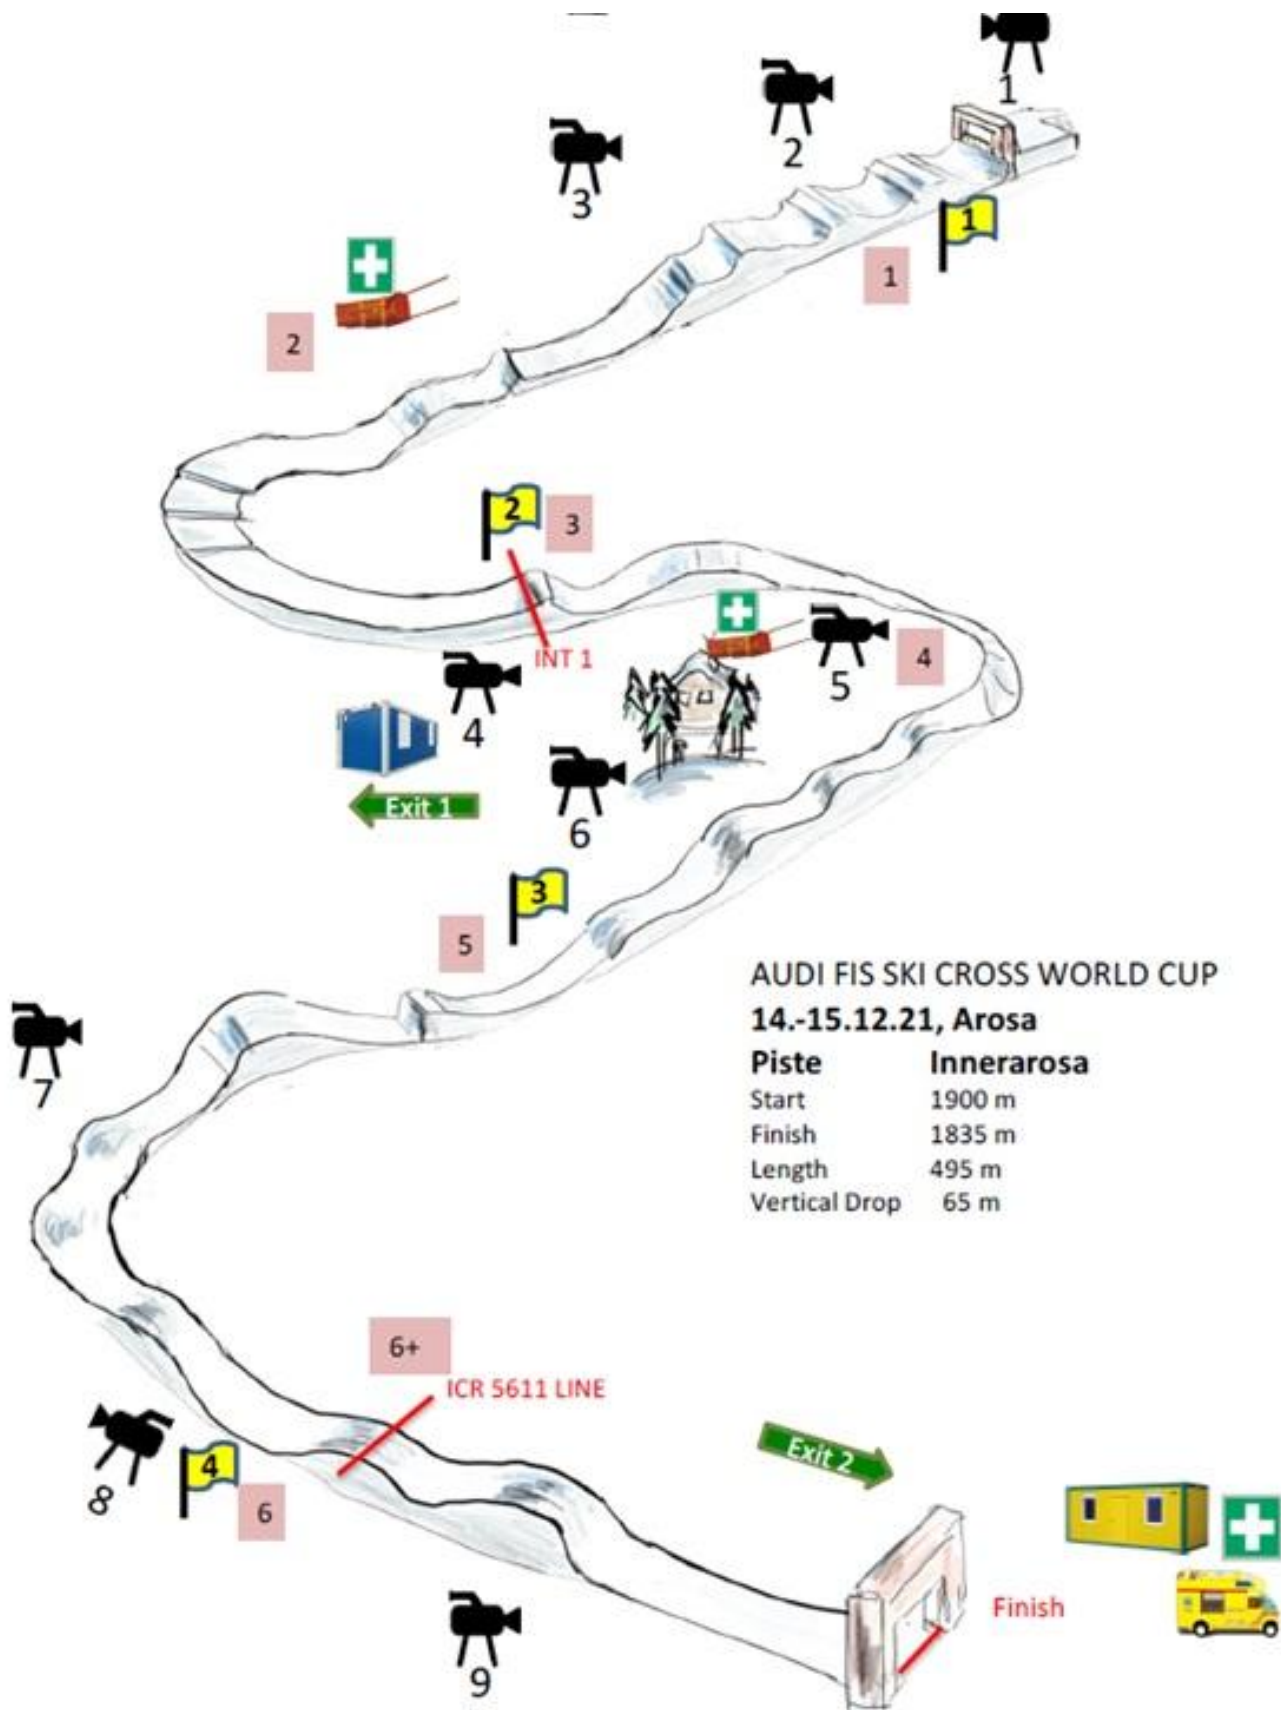 1
2
3
1
1
2
2
3
INT 1
4
5
4
Exit 1
6
3
5
AUDI FIS SKI CROSS WORLD CUP
14.-15.12.21, Arosa
Piste Innerarosa
Start 1900 m
Finish 1835 m
Length 495 m
Vertical Drop 65 m
7
6+
ICR 5611 LINE
8
4
6
Exit 2
Finish
9